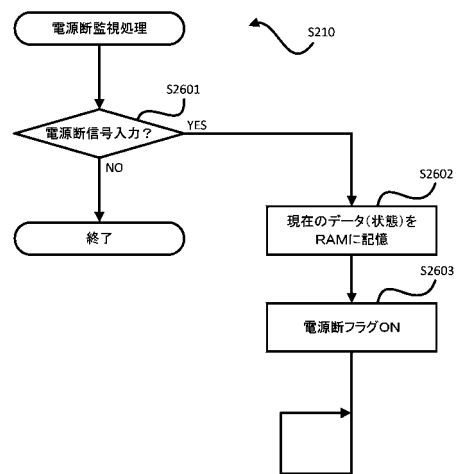 電源断監視処理
S210
S2601
電源断信号入力?
YES
NO
S2602
終了
現在のデータ(状態)を
RAMに記憶
S2603
電源断フラグON